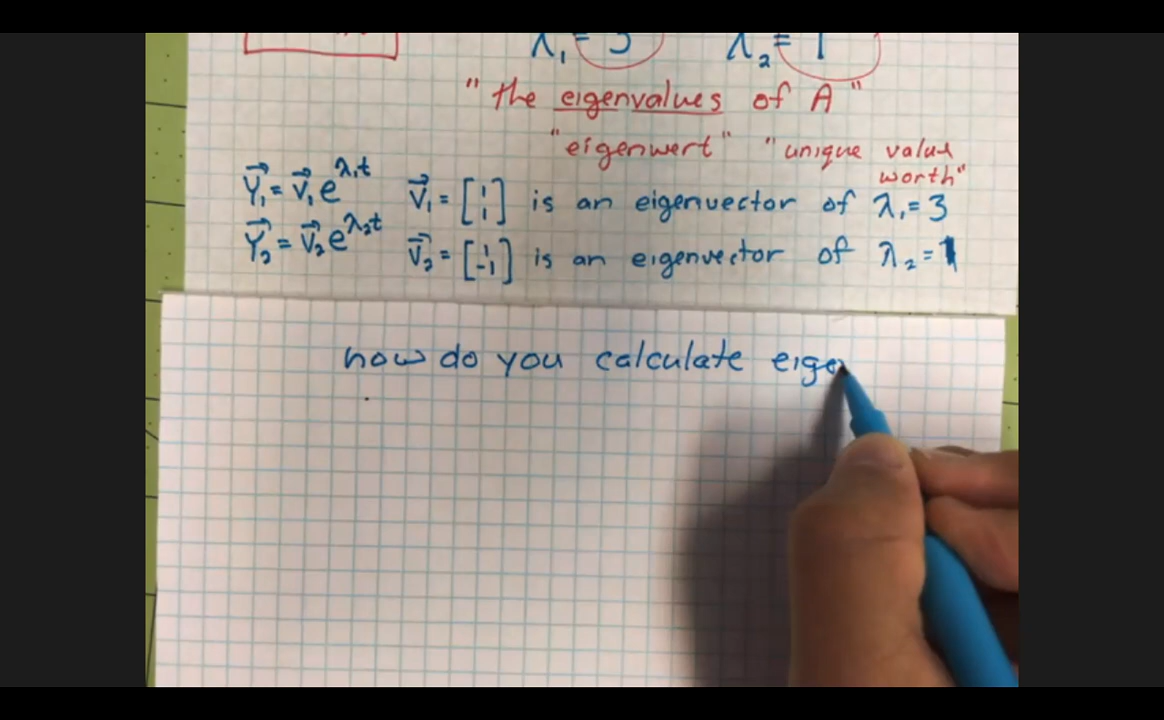 λ₁ = 3 λ₂ = 1
" the eigenvalues of A "
"eigenwert" "unique value
worth"
Y⃗₁ = v⃗₁e^λ₁t v⃗₁ = [1 1] is an eigenvector of λ₁ = 3
Y⃗₂ = v⃗₂e^λ₂t v⃗₂ = [1 -1] is an eigenvector of λ₂ = 1
how do you calculate eige